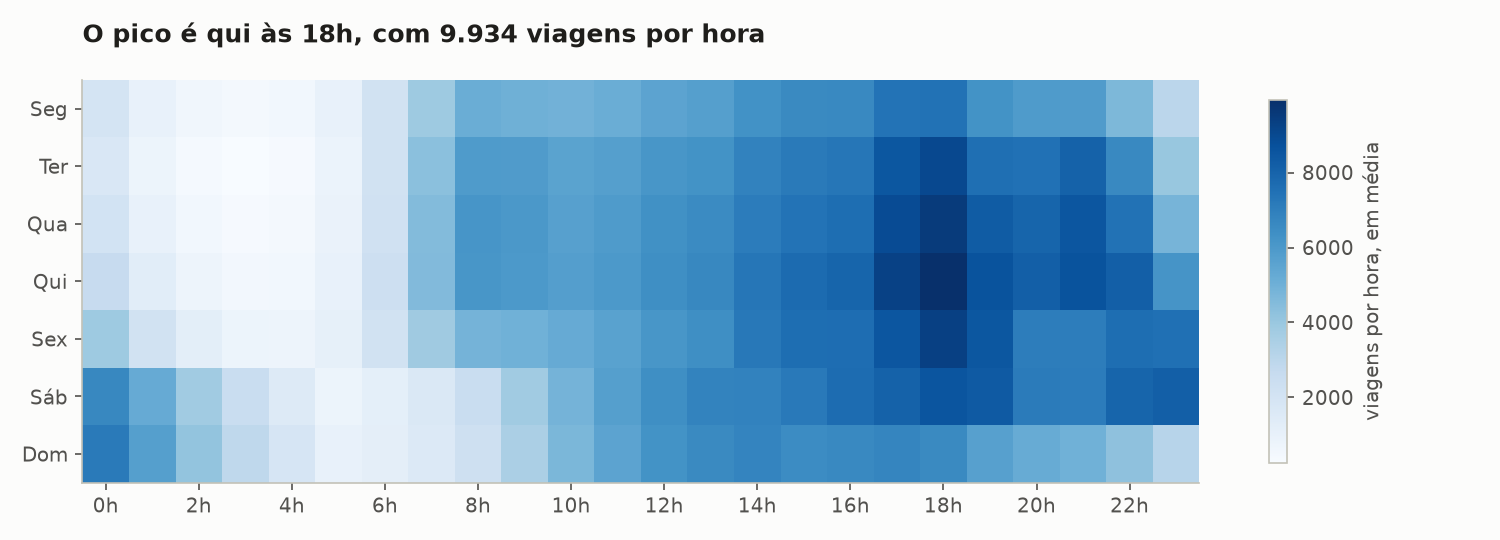 O pico é qui às 18h, com 9.934 viagens por hora
Seg
Ter
Qua
Qui
Sex
Sáb
Dom
0h 2h 4h 6h 8h 10h 12h 14h 16h 18h 20h 22h
8000
6000
4000
2000
viagens por hora, em média